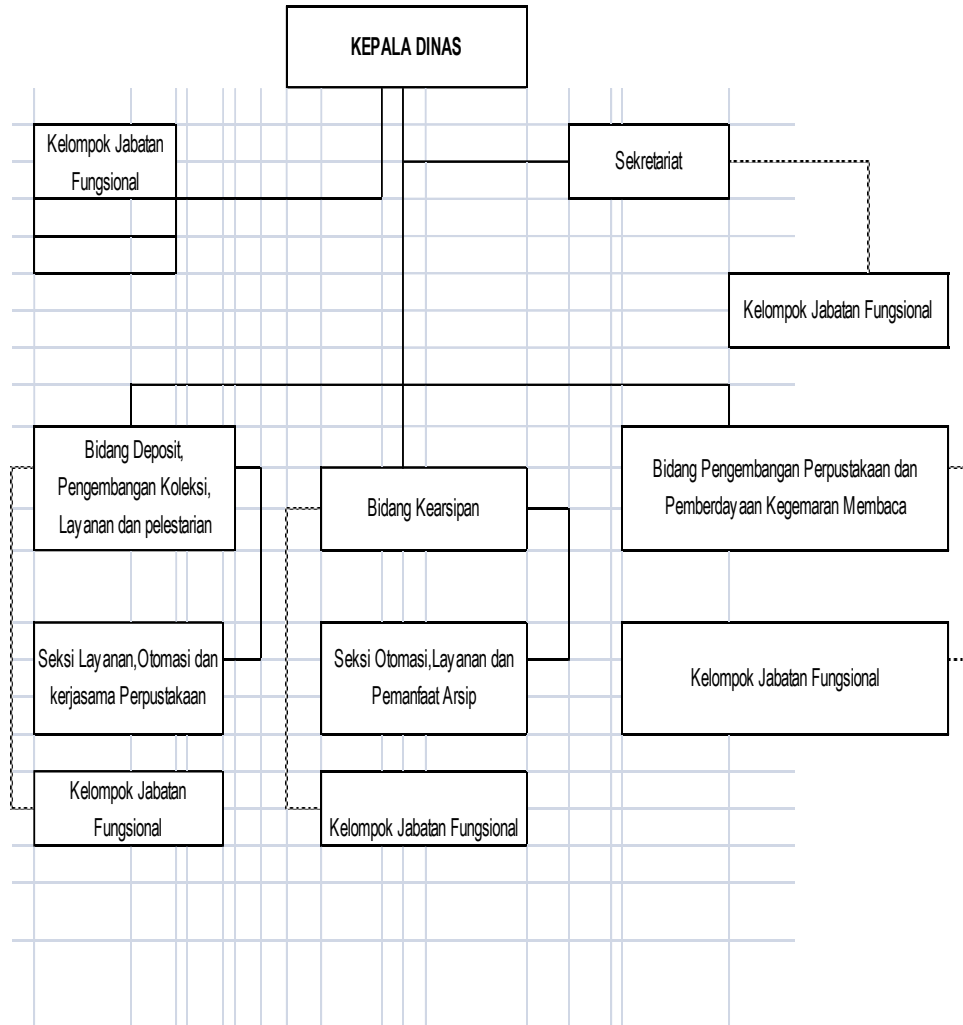 KEPALA DINAS
Kelompok Jabatan
Fungsional
Sekretariat
Kelompok Jabatan Fungsional
Bidang Deposit,
Pengembangan Koleksi,
Layanan dan pelestarian
Bidang Kearsipan
Bidang Pengembangan Perpustakaan dan
Pemberdayaan Kegemaran Membaca
Seksi Layanan,Otomasi dan
kerjasama Perpustakaan
Seksi Otomasi,Layanan dan
Pemanfaat Arsip
Kelompok Jabatan Fungsional
Kelompok Jabatan
Fungsional
Kelompok Jabatan Fungsional